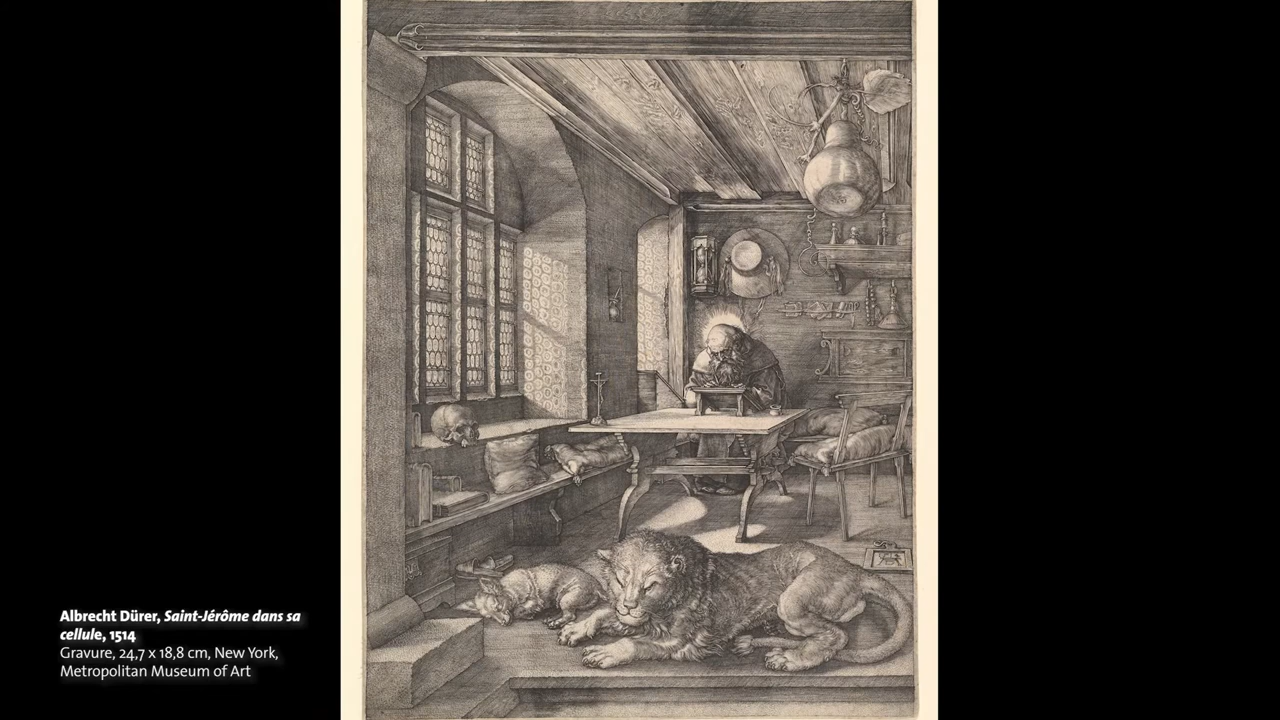 Albrecht Dürer, Saint-Jérôme dans sa
cellule, 1514
Gravure, 24,7 x 18,8 cm, New York,
Metropolitan Museum of Art